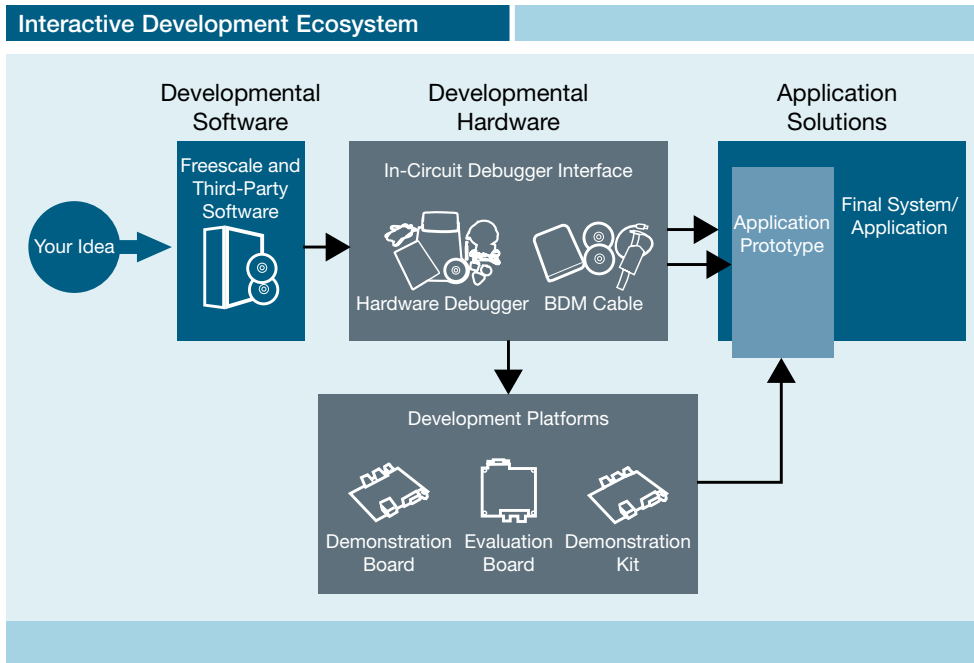 Interactive Development Ecosystem
Developmental
Software
Developmental
Hardware
Application
Solutions
Your Idea
Freescale and
Third-Party
Software
In-Circuit Debugger Interface
Hardware Debugger
BDM Cable
Application
Prototype
Final System/
Application
Development Platforms
Demonstration
Board
Evaluation
Board
Demonstration
Kit